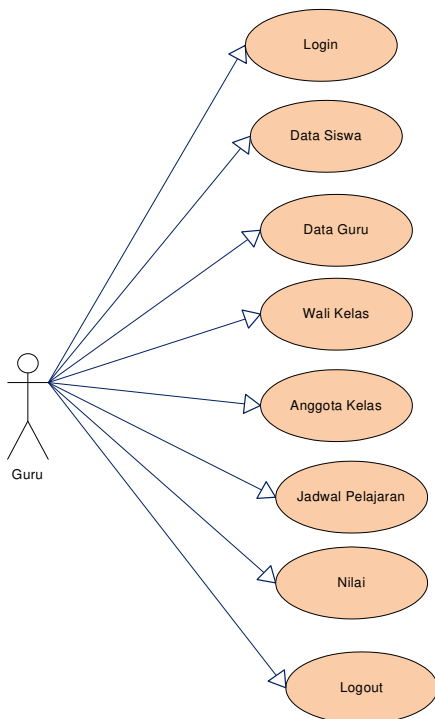 Login
Data Siswa
Data Guru
Wali Kelas
Anggota Kelas
Guru
Jadwal Pelajaran
Nilai
Logout